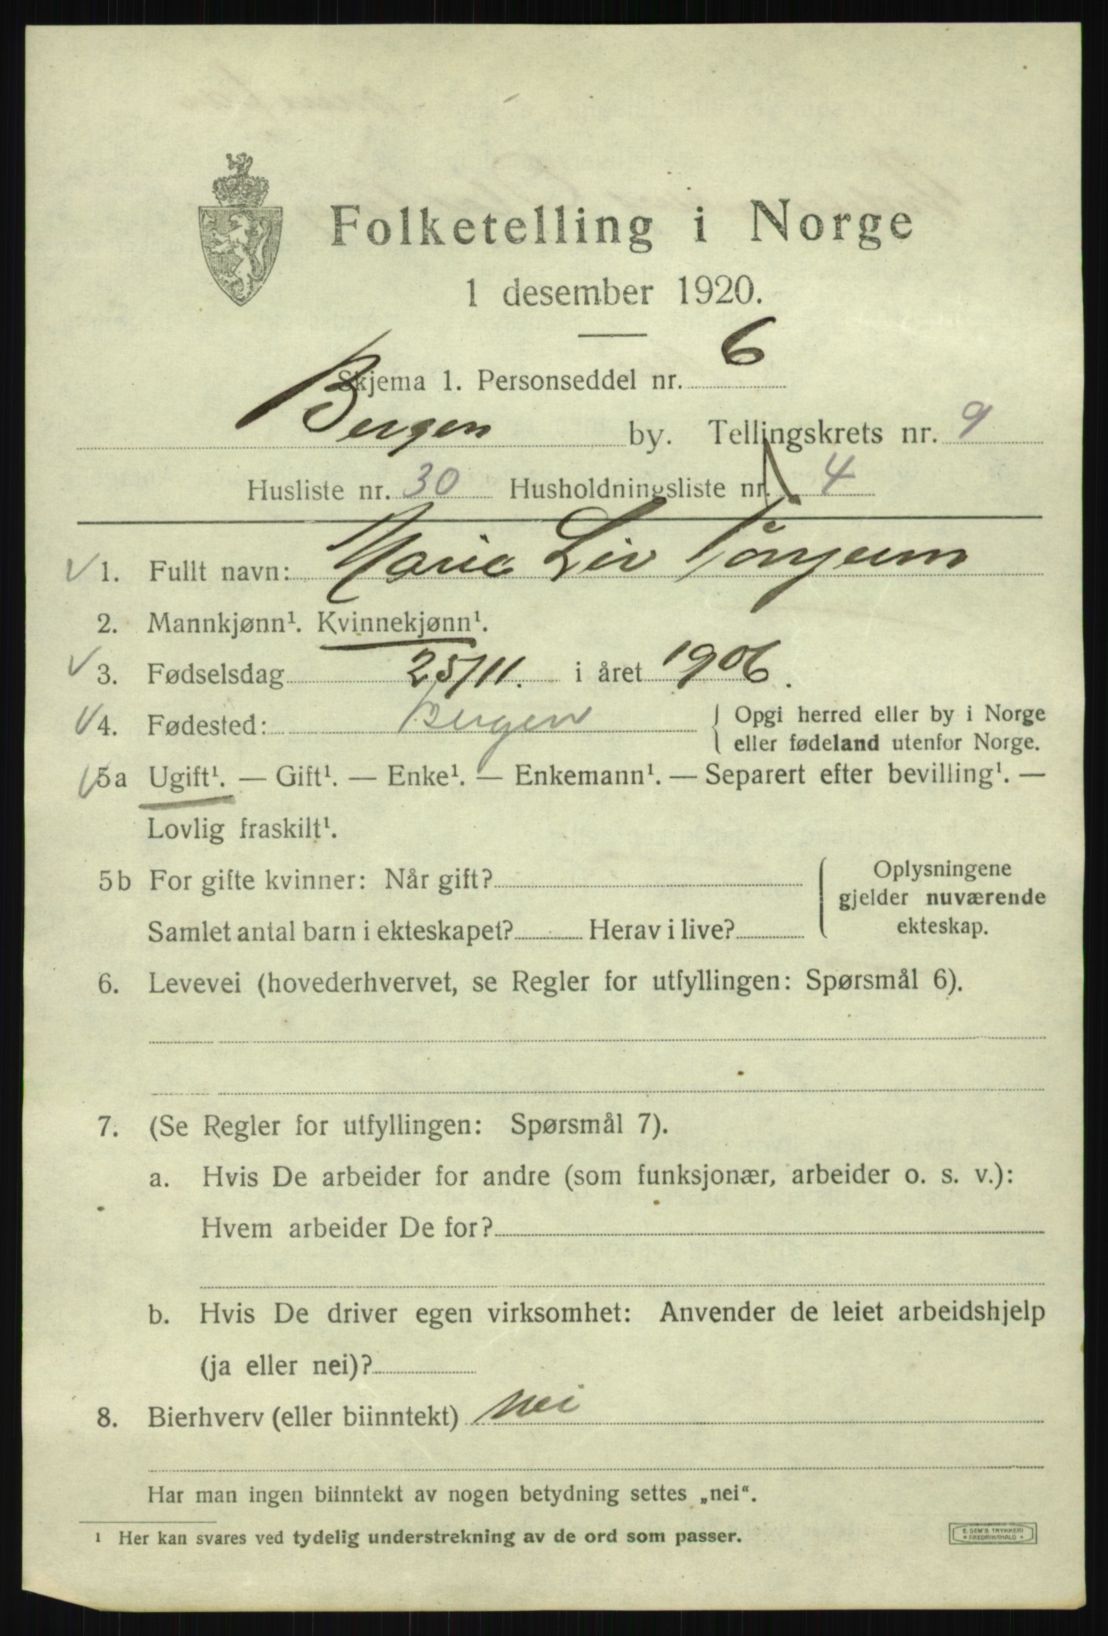 Folketelling i Norge
1 desember 1920.
Skjema 1. Personseddel nr. 6
Bergen by. Tellingskrets nr. 9
Husliste nr. 30 Husholdningsliste nr. 4
1. Fullt navn: Marie Liv
2. Mannkjønn¹. Kvinnekjønn¹.
3. Fødselsdag 25/11. i året 1906.
4. Fødested: Bergen { Opgi herred eller by i Norge
eller fødeland utenfor Norge.
5a Ugift¹. — Gift¹. — Enke¹. — Enkemann¹. — Separert efter bevilling¹. —
Lovlig fraskilt¹.
5b For gifte kvinner: Når gift?
Samlet antal barn i ekteskapet? Herav i live?
{ Oplysningene
gjelder nuværende
ekteskap.
6. Levevei (hovederhvervet, se Regler for utfyllingen: Spørsmål 6).
7. (Se Regler for utfyllingen: Spørsmål 7).
a. Hvis De arbeider for andre (som funksjonær, arbeider o. s. v.):
Hvem arbeider De for?
b. Hvis De driver egen virksomhet: Anvender de leiet arbeidshjelp
(ja eller nei)?
8. Bierhverv (eller biinntekt) nei
Har man ingen biinntekt av nogen betydning settes „nei“.
¹ Her kan svares ved tydelig understrekning av de ord som passer.
E. SEM'S TRYKKERI
FREDRIKSHALD